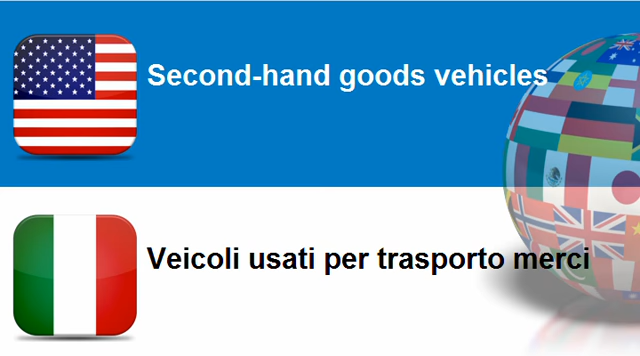 Second-hand goods vehicles
Veicoli usati per trasporto merci